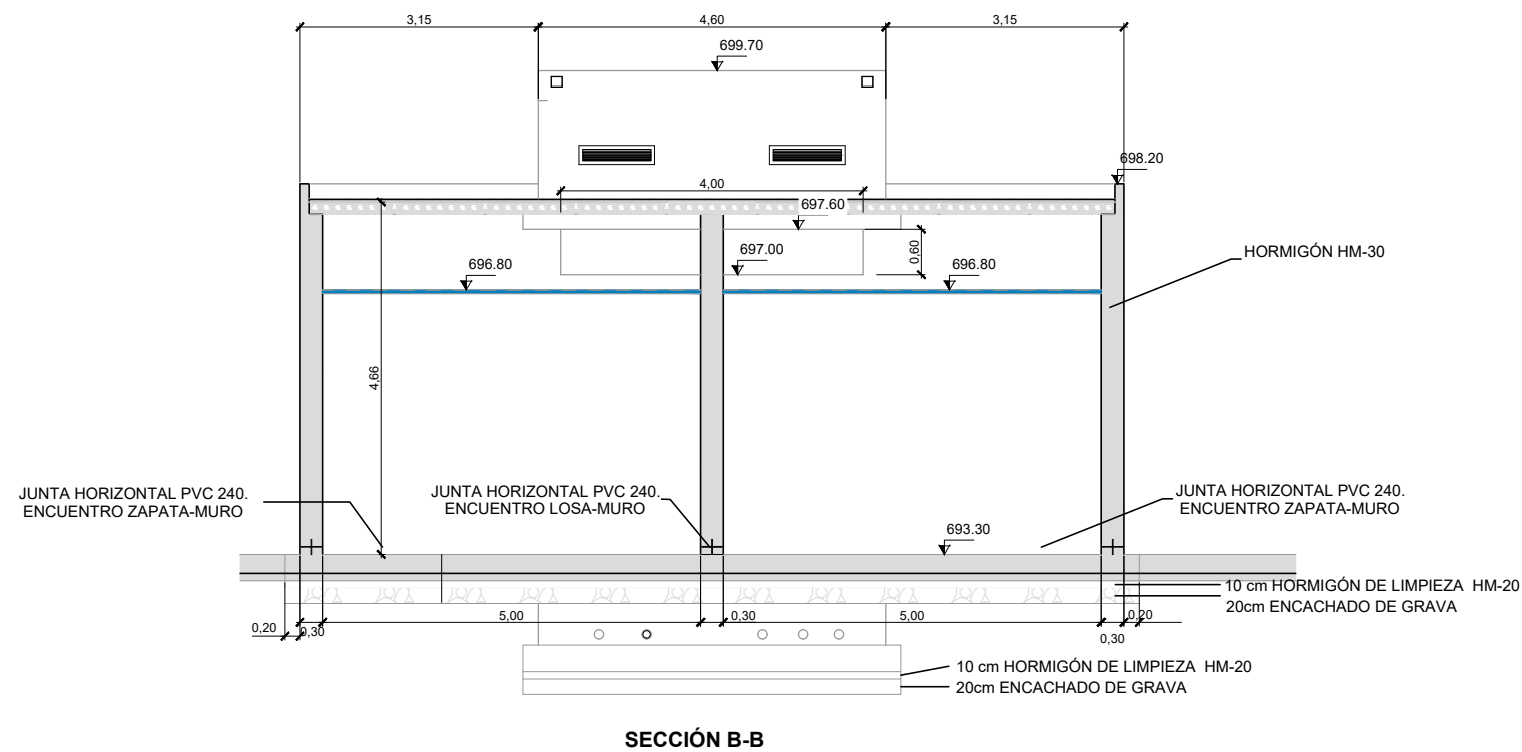 3,15
4,60
3,15
699.70
698.20
4,00
697.60
697.00
0,60
696.80
696.80
HORMIGÓN HM-30
4,66
JUNTA HORIZONTAL PVC 240.
ENCUENTRO ZAPATA-MURO
JUNTA HORIZONTAL PVC 240.
ENCUENTRO LOSA-MURO
JUNTA HORIZONTAL PVC 240.
ENCUENTRO ZAPATA-MURO
693.30
10 cm HORMIGÓN DE LIMPIEZA HM-20
20cm ENCACHADO DE GRAVA
0,20
0,30
5,00
0,30
5,00
0,30
0,20
10 cm HORMIGÓN DE LIMPIEZA HM-20
20cm ENCACHADO DE GRAVA
SECCIÓN B-B